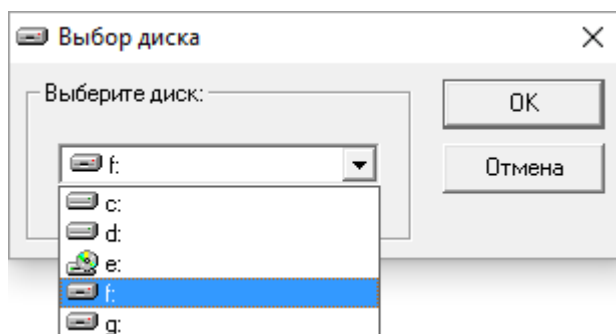 Выбор диска
Выберите диск:
OK
f:
Отмена
c:
d:
e:
f:
g: